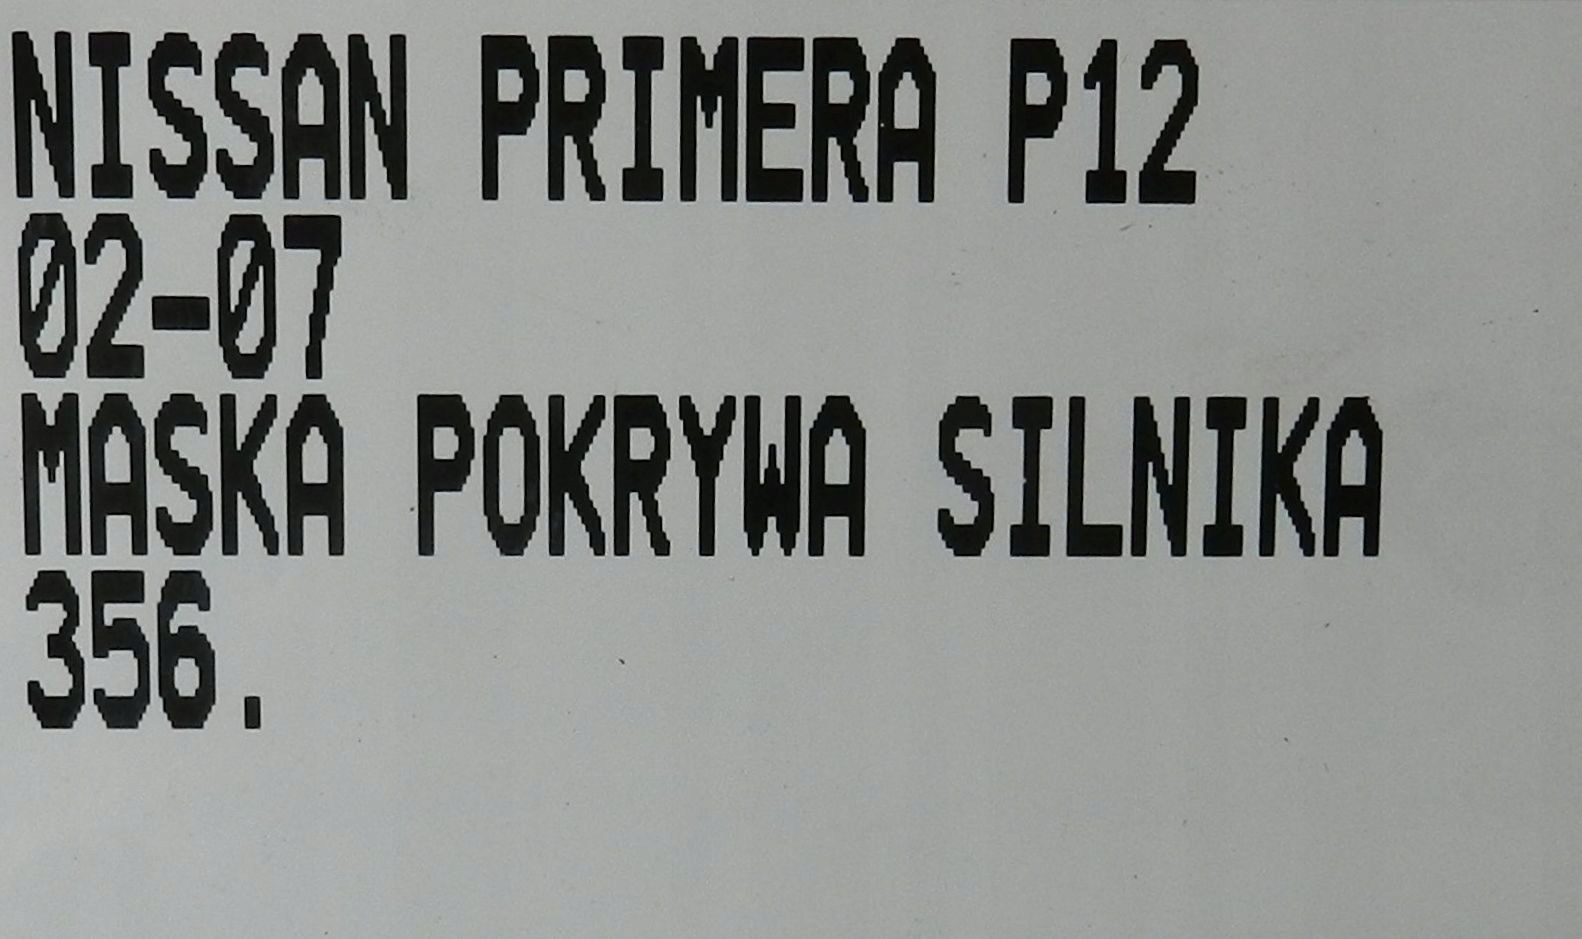 NISSAN PRIMERA P12
02-07
MASKA POKRYWA SILNIKA
356.